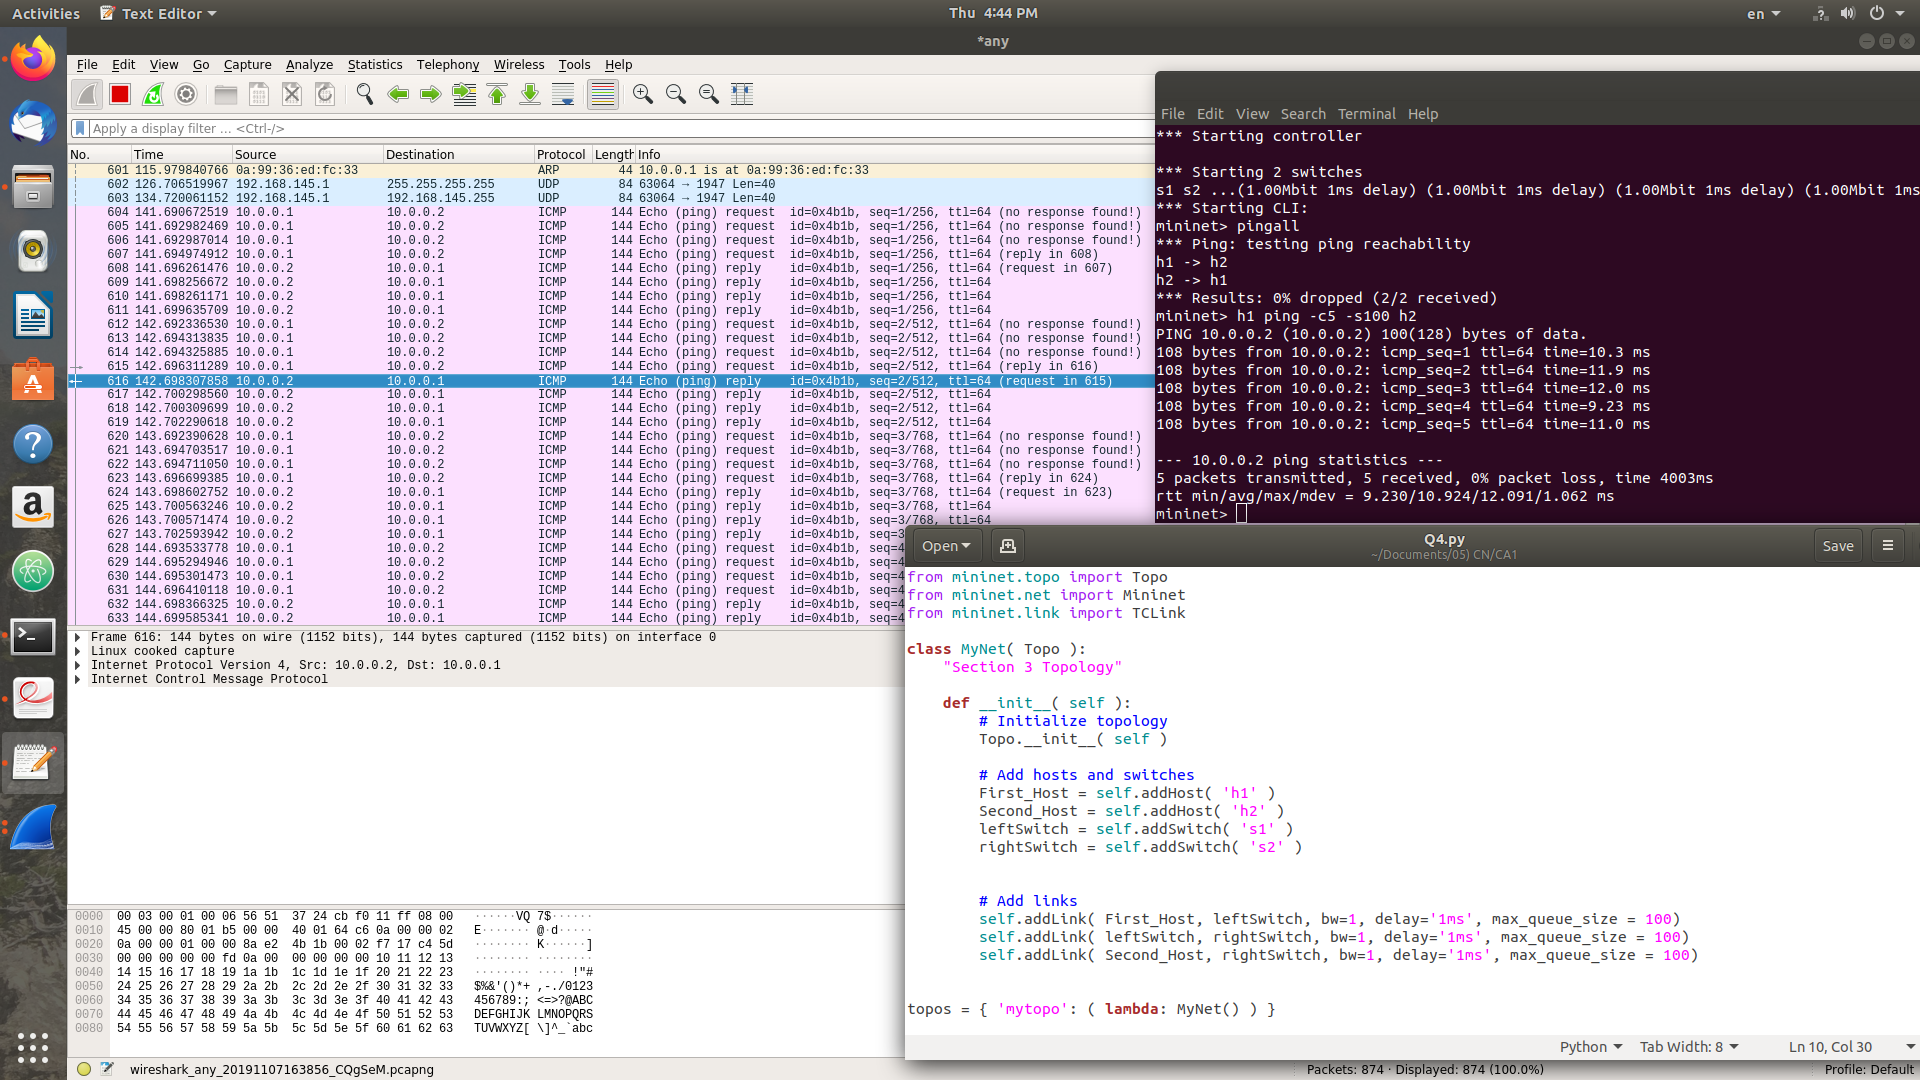 Activities Text Editor Thu 4:44 PM en
*any
File Edit View Go Capture Analyze Statistics Telephony Wireless Tools Help
Apply a display filter ... <Ctrl-/>
No. Time Source Destination Protocol Length Info
601 115.979840766 0a:99:36:ed:fc:33 ARP 44 10.0.0.1 is at 0a:99:36:ed:fc:33
602 126.706519967 192.168.145.1 255.255.255.255 UDP 84 63064 → 1947 Len=40
603 134.720061152 192.168.145.1 192.168.145.255 UDP 84 63064 → 1947 Len=40
604 141.690672519 10.0.0.1 10.0.0.2 ICMP 144 Echo (ping) request id=0x4b1b, seq=1/256, ttl=64 (no response found!)
605 141.692982469 10.0.0.1 10.0.0.2 ICMP 144 Echo (ping) request id=0x4b1b, seq=1/256, ttl=64 (no response found!)
606 141.692987014 10.0.0.1 10.0.0.2 ICMP 144 Echo (ping) request id=0x4b1b, seq=1/256, ttl=64 (no response found!)
607 141.694974912 10.0.0.1 10.0.0.2 ICMP 144 Echo (ping) request id=0x4b1b, seq=1/256, ttl=64 (reply in 608)
608 141.696261476 10.0.0.2 10.0.0.1 ICMP 144 Echo (ping) reply id=0x4b1b, seq=1/256, ttl=64 (request in 607)
609 141.698256672 10.0.0.2 10.0.0.1 ICMP 144 Echo (ping) reply id=0x4b1b, seq=1/256, ttl=64
610 141.698261171 10.0.0.2 10.0.0.1 ICMP 144 Echo (ping) reply id=0x4b1b, seq=1/256, ttl=64
611 141.699635709 10.0.0.2 10.0.0.1 ICMP 144 Echo (ping) reply id=0x4b1b, seq=1/256, ttl=64
612 142.692336530 10.0.0.1 10.0.0.2 ICMP 144 Echo (ping) request id=0x4b1b, seq=2/512, ttl=64 (no response found!)
613 142.694313835 10.0.0.1 10.0.0.2 ICMP 144 Echo (ping) request id=0x4b1b, seq=2/512, ttl=64 (no response found!)
614 142.694325885 10.0.0.1 10.0.0.2 ICMP 144 Echo (ping) request id=0x4b1b, seq=2/512, ttl=64 (no response found!)
615 142.696311289 10.0.0.1 10.0.0.2 ICMP 144 Echo (ping) request id=0x4b1b, seq=2/512, ttl=64 (reply in 616)
616 142.698307858 10.0.0.2 10.0.0.1 ICMP 144 Echo (ping) reply id=0x4b1b, seq=2/512, ttl=64 (request in 615)
617 142.700298560 10.0.0.2 10.0.0.1 ICMP 144 Echo (ping) reply id=0x4b1b, seq=2/512, ttl=64
618 142.700309699 10.0.0.2 10.0.0.1 ICMP 144 Echo (ping) reply id=0x4b1b, seq=2/512, ttl=64
619 142.702290618 10.0.0.2 10.0.0.1 ICMP 144 Echo (ping) reply id=0x4b1b, seq=2/512, ttl=64
620 143.692390628 10.0.0.1 10.0.0.2 ICMP 144 Echo (ping) request id=0x4b1b, seq=3/768, ttl=64 (no response found!)
621 143.694703517 10.0.0.1 10.0.0.2 ICMP 144 Echo (ping) request id=0x4b1b, seq=3/768, ttl=64 (no response found!)
622 143.694711050 10.0.0.1 10.0.0.2 ICMP 144 Echo (ping) request id=0x4b1b, seq=3/768, ttl=64 (no response found!)
623 143.696699385 10.0.0.1 10.0.0.2 ICMP 144 Echo (ping) request id=0x4b1b, seq=3/768, ttl=64 (reply in 624)
624 143.698602752 10.0.0.2 10.0.0.1 ICMP 144 Echo (ping) reply id=0x4b1b, seq=3/768, ttl=64 (request in 623)
625 143.700563246 10.0.0.2 10.0.0.1 ICMP 144 Echo (ping) reply id=0x4b1b, seq=3/768, ttl=64
626 143.700571474 10.0.0.2 10.0.0.1 ICMP 144 Echo (ping) reply id=0x4b1b, seq=3/768, ttl=64
627 143.702593942 10.0.0.2 10.0.0.1 ICMP 144 Echo (ping) reply id=0x4b1b, seq=3
628 144.693533778 10.0.0.1 10.0.0.2 ICMP 144 Echo (ping) request id=0x4b1b, seq=4
629 144.695294946 10.0.0.1 10.0.0.2 ICMP 144 Echo (ping) request id=0x4b1b, seq=4
630 144.695301473 10.0.0.1 10.0.0.2 ICMP 144 Echo (ping) request id=0x4b1b, seq=4
631 144.696410118 10.0.0.1 10.0.0.2 ICMP 144 Echo (ping) request id=0x4b1b, seq=4
632 144.698366325 10.0.0.2 10.0.0.1 ICMP 144 Echo (ping) reply id=0x4b1b, seq=4
633 144.699585341 10.0.0.2 10.0.0.1 ICMP 144 Echo (ping) reply id=0x4b1b, seq=4
Frame 616: 144 bytes on wire (1152 bits), 144 bytes captured (1152 bits) on interface 0
Linux cooked capture
Internet Protocol Version 4, Src: 10.0.0.2, Dst: 10.0.0.1
Internet Control Message Protocol
0000 00 03 00 01 00 06 56 51 37 24 cb f0 11 ff 08 00 ······VQ 7$······
0010 45 00 00 80 01 b5 00 00 40 01 64 c6 0a 00 00 02 E······· @·d·····
0020 0a 00 00 01 00 00 8a e2 4b 1b 00 02 f7 17 c4 5d ········ K······]
0030 00 00 00 00 fd 0a 00 00 00 00 00 10 11 12 13 ········ ········
0040 14 15 16 17 18 19 1a 1b 1c 1d 1e 1f 20 21 22 23 ········ ···· !"#
0050 24 25 26 27 28 29 2a 2b 2c 2d 2e 2f 30 31 32 33 $%&'()*+ ,-./0123
0060 34 35 36 37 38 39 3a 3b 3c 3d 3e 3f 40 41 42 43 456789:; <=>?@ABC
0070 44 45 46 47 48 49 4a 4b 4c 4d 4e 4f 50 51 52 53 DEFGHIJK LMNOPQRS
0080 54 55 56 57 58 59 5a 5b 5c 5d 5e 5f 60 61 62 63 TUVWXYZ[ \]^_`abc
wireshark_any_20191107163856_CQgSeM.pcapng Packets: 874 · Displayed: 874 (100.0%) Profile: Default
File Edit View Search Terminal Help
*** Starting controller
*** Starting 2 switches
s1 s2 ...(1.00Mbit 1ms delay) (1.00Mbit 1ms delay) (1.00Mbit 1ms delay) (1.00Mbit 1ms
*** Starting CLI:
mininet> pingall
*** Ping: testing ping reachability
h1 -> h2
h2 -> h1
*** Results: 0% dropped (2/2 received)
mininet> h1 ping -c5 -s100 h2
PING 10.0.0.2 (10.0.0.2) 100(128) bytes of data.
108 bytes from 10.0.0.2: icmp_seq=1 ttl=64 time=10.3 ms
108 bytes from 10.0.0.2: icmp_seq=2 ttl=64 time=11.9 ms
108 bytes from 10.0.0.2: icmp_seq=3 ttl=64 time=12.0 ms
108 bytes from 10.0.0.2: icmp_seq=4 ttl=64 time=9.23 ms
108 bytes from 10.0.0.2: icmp_seq=5 ttl=64 time=11.0 ms
--- 10.0.0.2 ping statistics ---
5 packets transmitted, 5 received, 0% packet loss, time 4003ms
rtt min/avg/max/mdev = 9.230/10.924/12.091/1.062 ms
mininet>
Open Q4.py Save
~/Documents/05) CN/CA1
from mininet.topo import Topo
from mininet.net import Mininet
from mininet.link import TCLink
class MyNet( Topo ):
"Section 3 Topology"
def __init__( self ):
# Initialize topology
Topo.__init__( self )
# Add hosts and switches
First_Host = self.addHost( 'h1' )
Second_Host = self.addHost( 'h2' )
leftSwitch = self.addSwitch( 's1' )
rightSwitch = self.addSwitch( 's2' )
# Add links
self.addLink( First_Host, leftSwitch, bw=1, delay='1ms', max_queue_size = 100)
self.addLink( leftSwitch, rightSwitch, bw=1, delay='1ms', max_queue_size = 100)
self.addLink( Second_Host, rightSwitch, bw=1, delay='1ms', max_queue_size = 100)
topos = { 'mytopo': ( lambda: MyNet() ) }
Python Tab Width: 8 Ln 10, Col 30